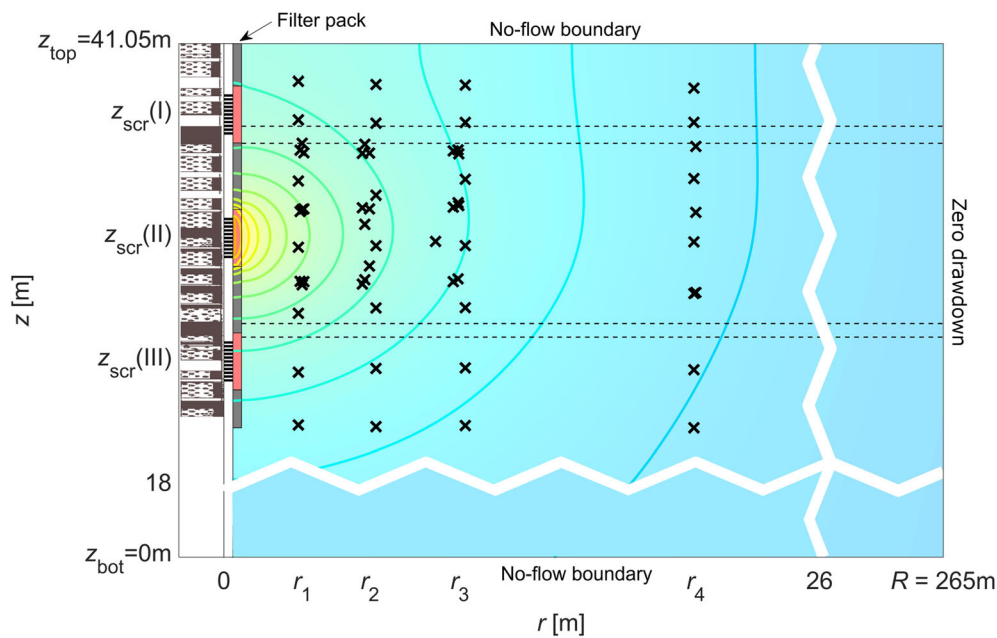 Filter pack
z_top=41.05m
No-flow boundary
z_scr(I)
z_scr(II)
z [m]
Zero drawdown
z_scr(III)
18
z_bot=0m
No-flow boundary
0
r_1
r_2
r_3
r_4
26
R = 265m
r [m]